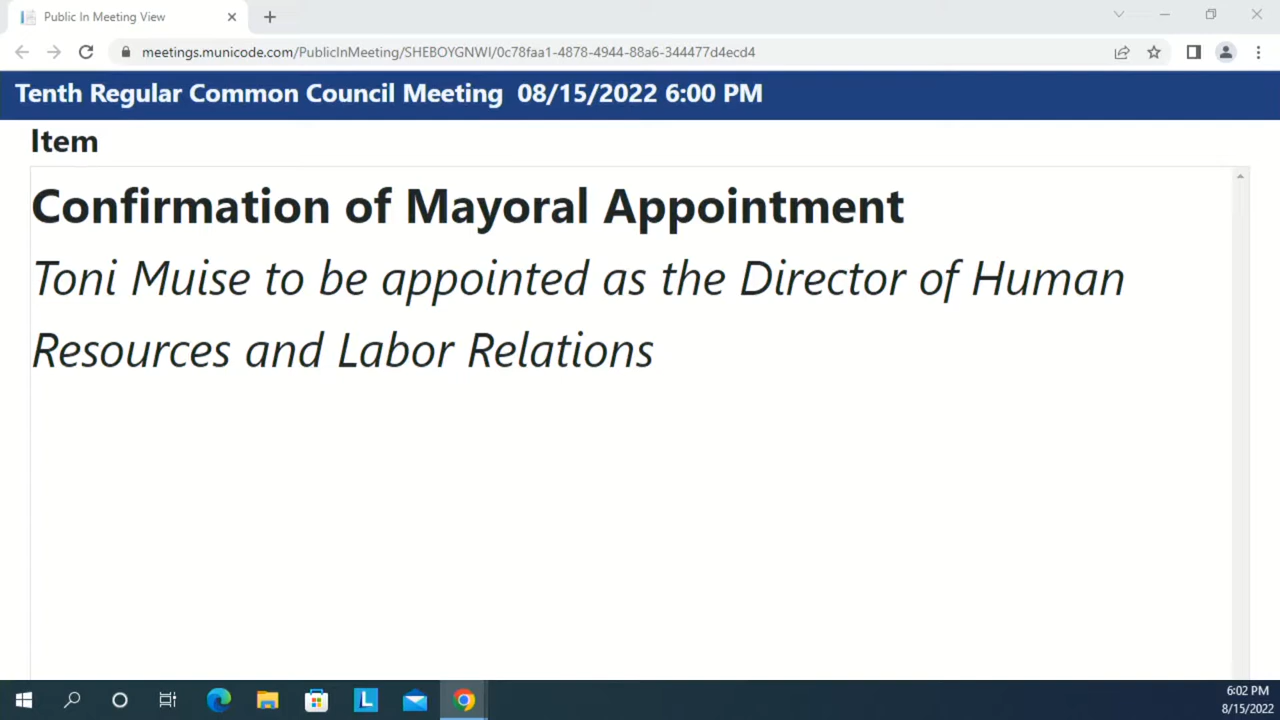 Public In Meeting View
meetings.municode.com/PublicInMeeting/SHEBOYGNWI/0c78faa1-4878-4944-88a6-344477d4ecd4
Tenth Regular Common Council Meeting 08/15/2022 6:00 PM
Item
Confirmation of Mayoral Appointment
Toni Muise to be appointed as the Director of Human
Resources and Labor Relations
L
6:02 PM
8/15/2022